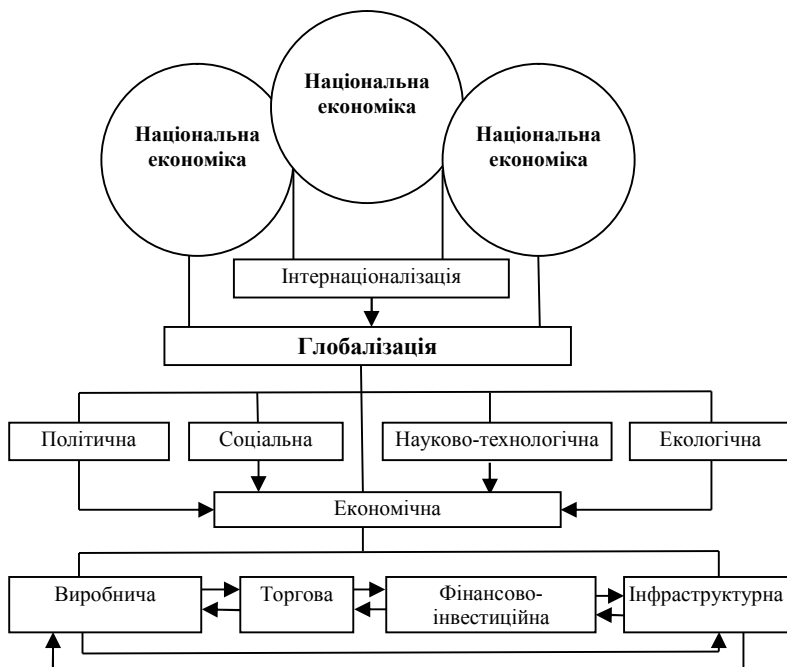 Національна
економіка
Національна
економіка
Національна
економіка
Інтернаціоналізація
Глобалізація
Політична
Соціальна
Науково-технологічна
Екологічна
Економічна
Виробнича
Торгова
Фінансово-
інвестиційна
Інфраструктурна